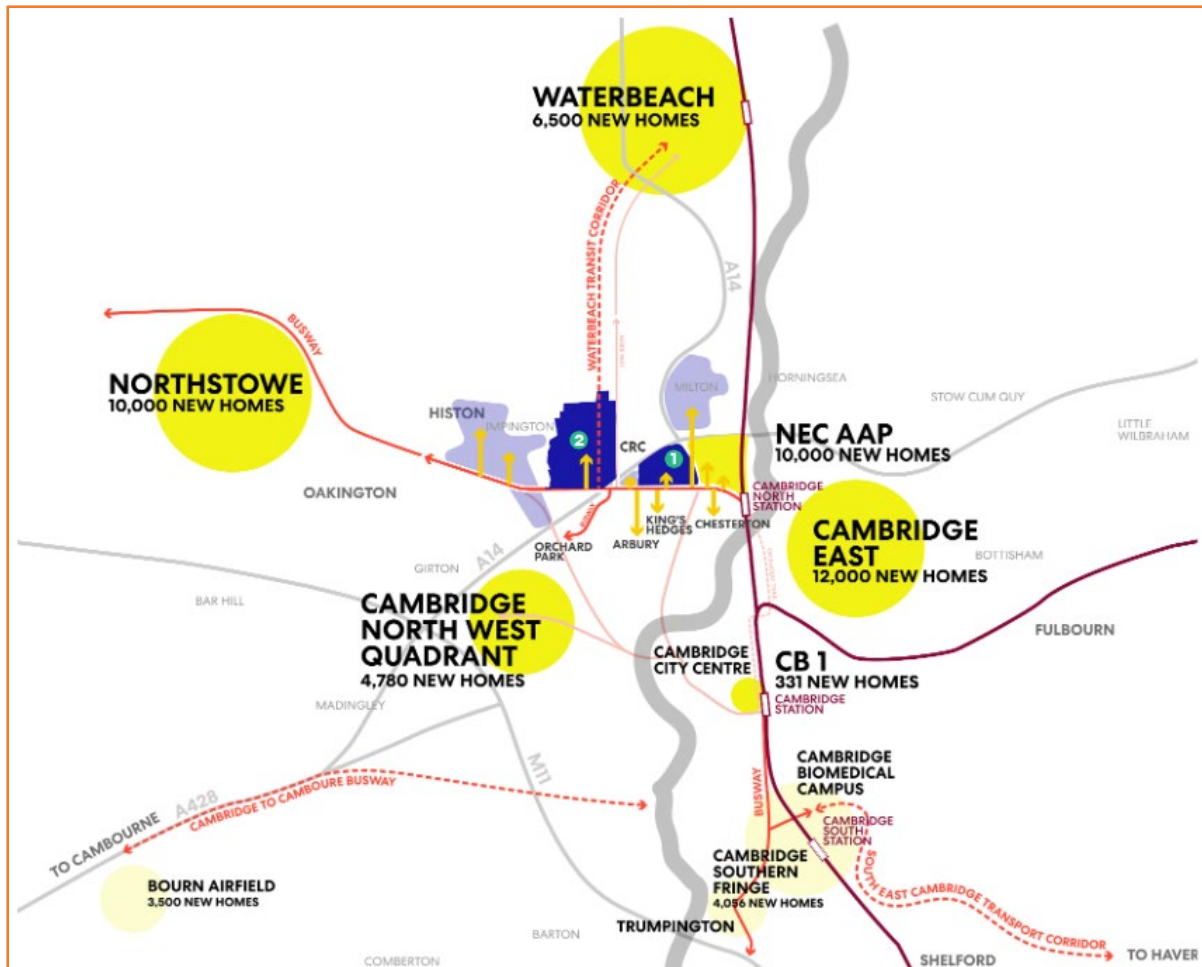 WATERBEACH
6,500 NEW HOMES
WATERBEACH TRANSIT CORRIDOR
A14
BUSWAY
NORTHSTOWE
10,000 NEW HOMES
HISTON
IMPINGTON
MILTON
HORNINGSEA
STOW CUM QUY
LITTLE
WILBRAHAM
2
CRC
1
NEC AAP
10,000 NEW HOMES
OAKINGTON
CAMBRIDGE
NORTH
STATION
KING'S
HEDGES
CHESTERTON
ORCHARD
PARK
ARBURY
CAMBRIDGE
EAST
12,000 NEW HOMES
BOTTISHAM
A14
GIRTON
BAR HILL
CAMBRIDGE
NORTH WEST
QUADRANT
4,780 NEW HOMES
FULBOURN
CAMBRIDGE
CITY CENTRE
CB 1
331 NEW HOMES
CAMBRIDGE
STATION
MADINGLEY
M11
A428
CAMBRIDGE TO CAMBOURE BUSWAY
TO CAMBOURNE
BUSWAY
CAMBRIDGE
BIOMEDICAL
CAMPUS
CAMBRIDGE
SOUTH
STATION
BOURN AIRFIELD
3,500 NEW HOMES
CAMBRIDGE
SOUTHERN
FRINGE
4,056 NEW HOMES
SOUTH EAST CAMBRIDGE TRANSPORT CORRIDOR
TRUMPINGTON
BARTON
COMBERTON
SHELFORD
TO HAVER